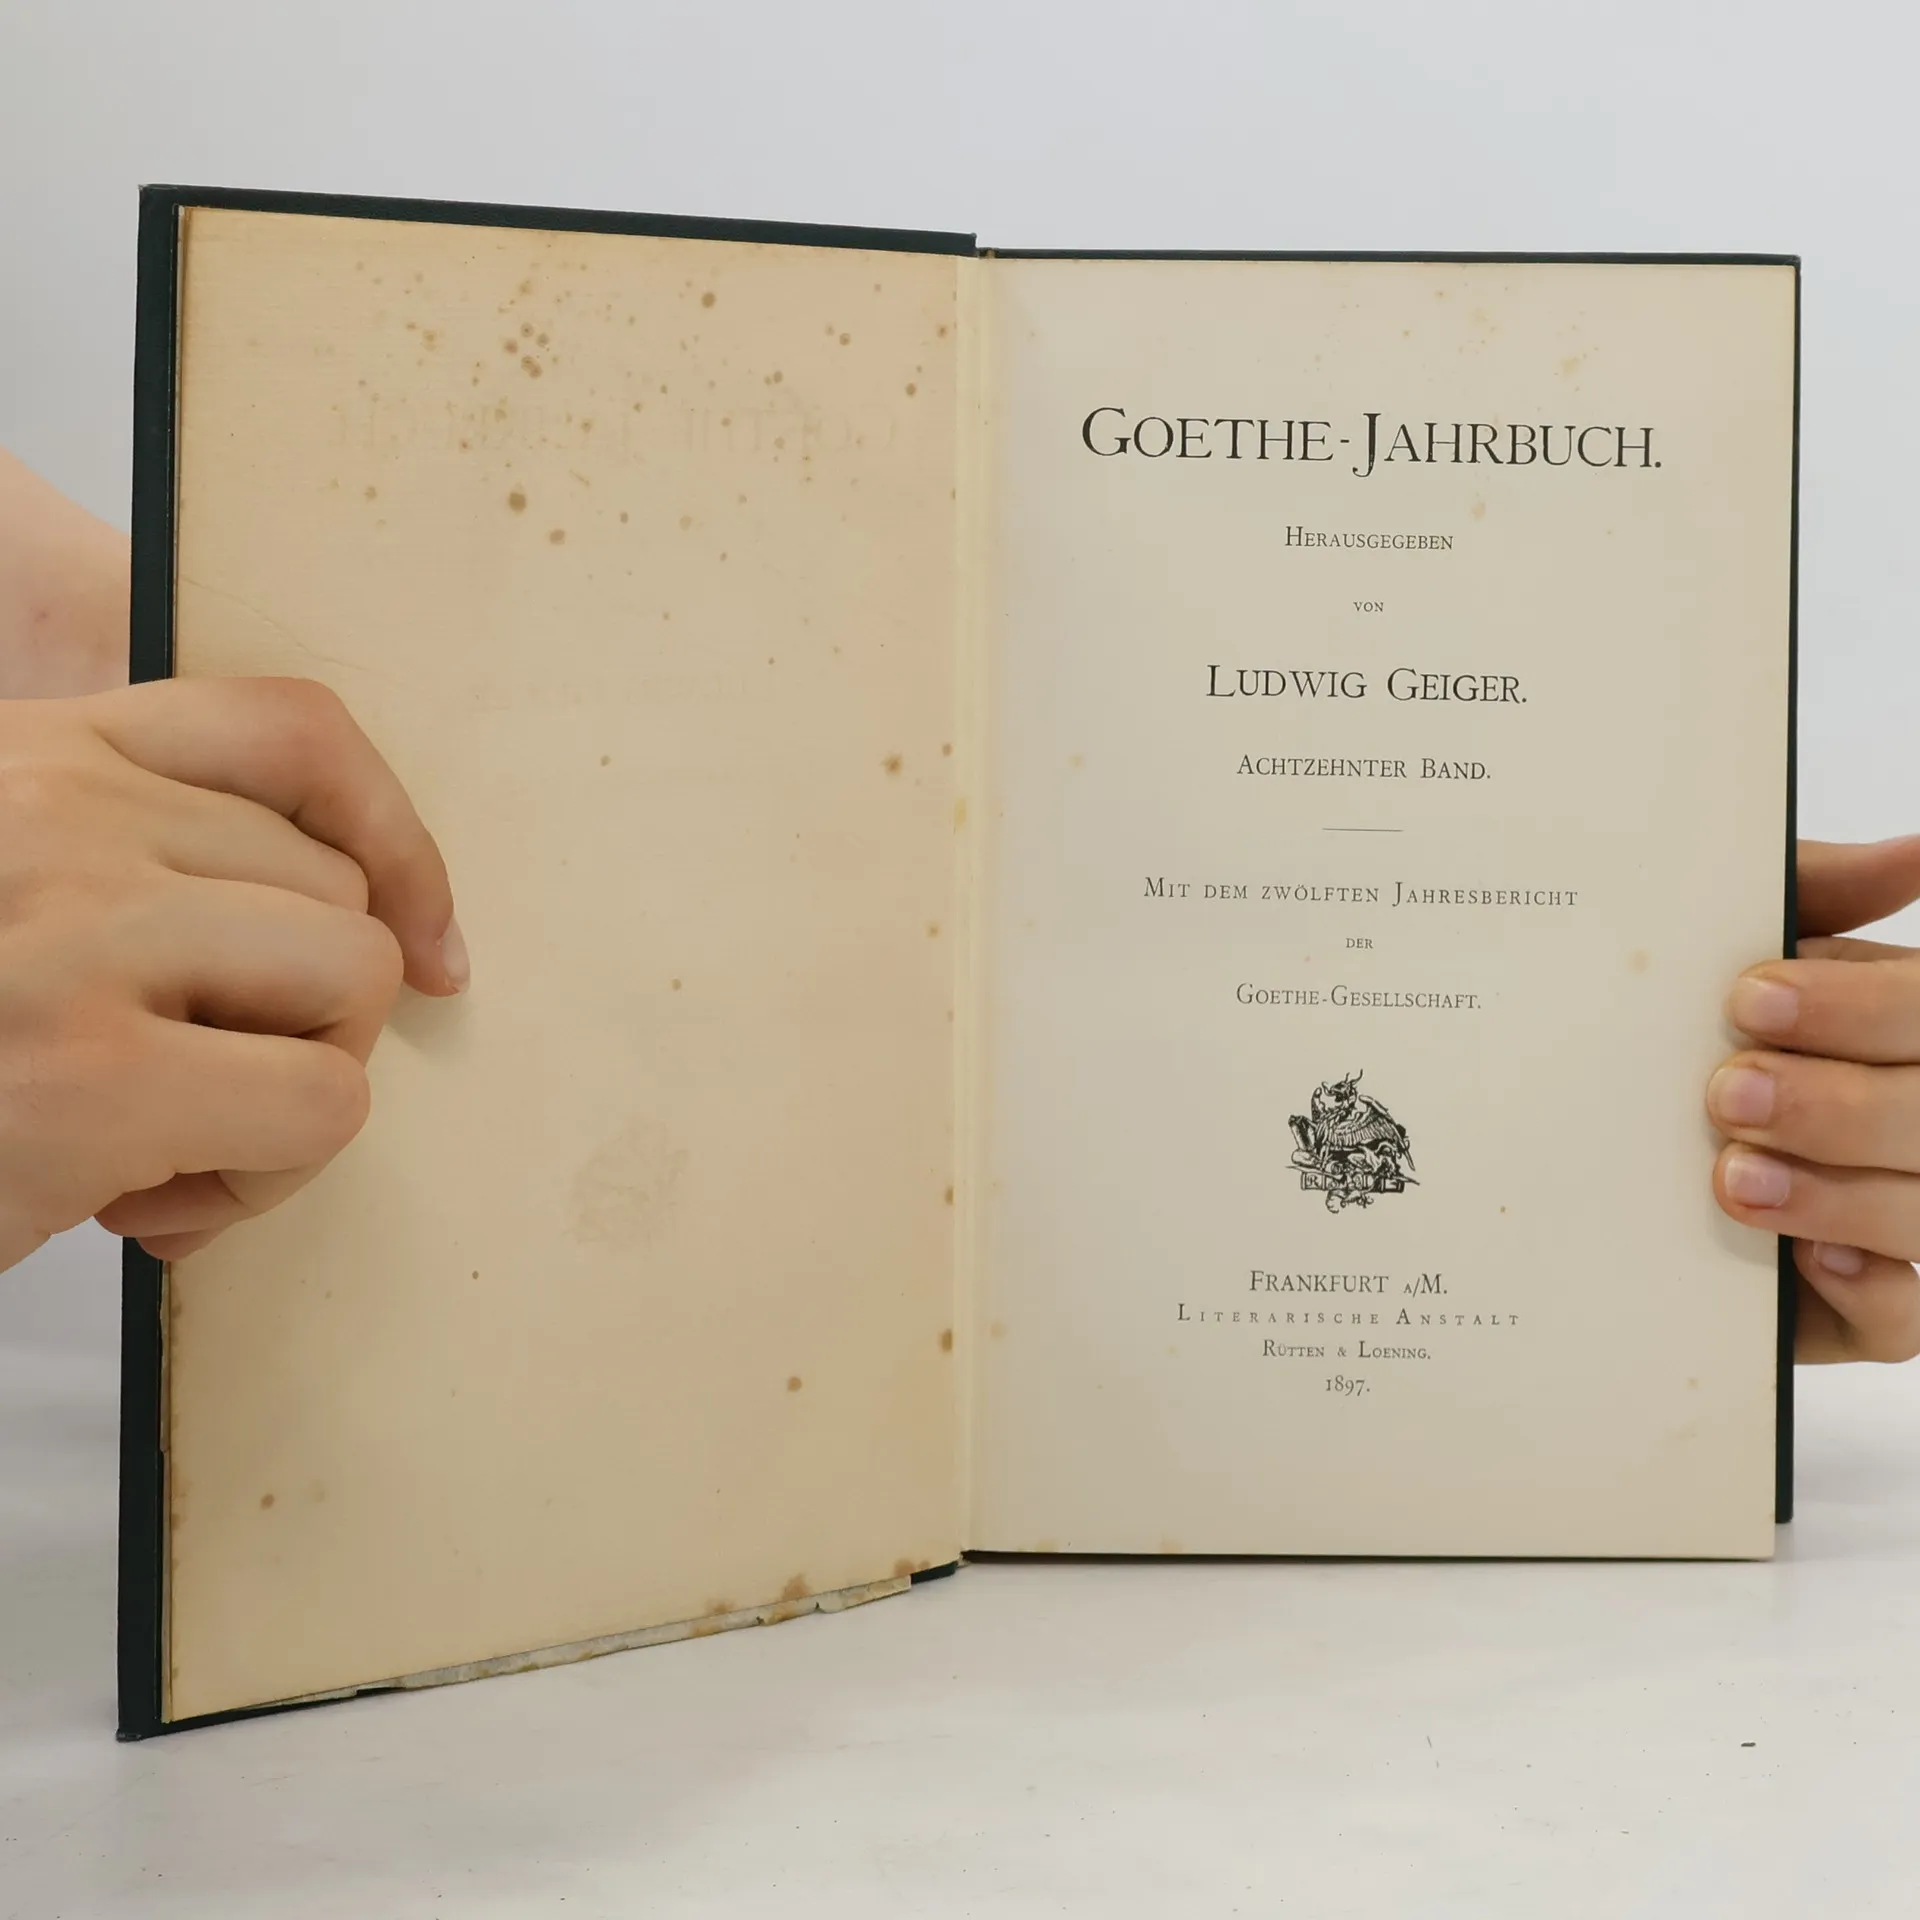 GOETHE-JAHRBUCH.
HERAUSGEGEBEN
VON
LUDWIG GEIGER.
ACHTZEHNTER BAND.
MIT DEM ZWÖLFTEN JAHRESBERICHT
DER
GOETHE-GESELLSCHAFT.
FRANKFURT A/M.
LITERARISCHE ANSTALT
RÜTTEN & LOENING.
1897.